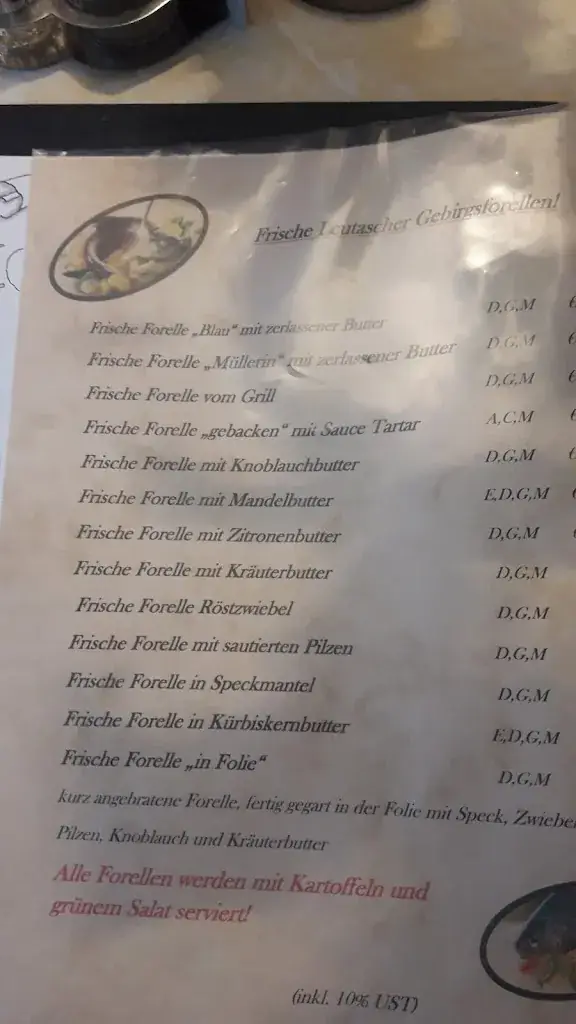 Frische Leutascher Gebirgsforellen!
Frische Forelle „Blau“ mit zerlassener Butter D,G,M €
Frische Forelle „Müllerin“ mit zerlassener Butter D,G,M €
Frische Forelle vom Grill D,G,M €
Frische Forelle „gebacken“ mit Sauce Tartar A,C,M €
Frische Forelle mit Knoblauchbutter D,G,M €
Frische Forelle mit Mandelbutter E,D,G,M €
Frische Forelle mit Zitronenbutter D,G,M
Frische Forelle mit Kräuterbutter D,G,M
Frische Forelle Röstzwiebel D,G,M
Frische Forelle mit sautierten Pilzen D,G,M
Frische Forelle in Speckmantel D,G,M
Frische Forelle in Kürbiskernbutter E,D,G,M
Frische Forelle „in Folie“ D,G,M
kurz angebratene Forelle, fertig gegart in der Folie mit Speck, Zwiebel
Pilzen, Knoblauch und Kräuterbutter
Alle Forellen werden mit Kartoffeln und
grünem Salat serviert!
(inkl. 10% UST)